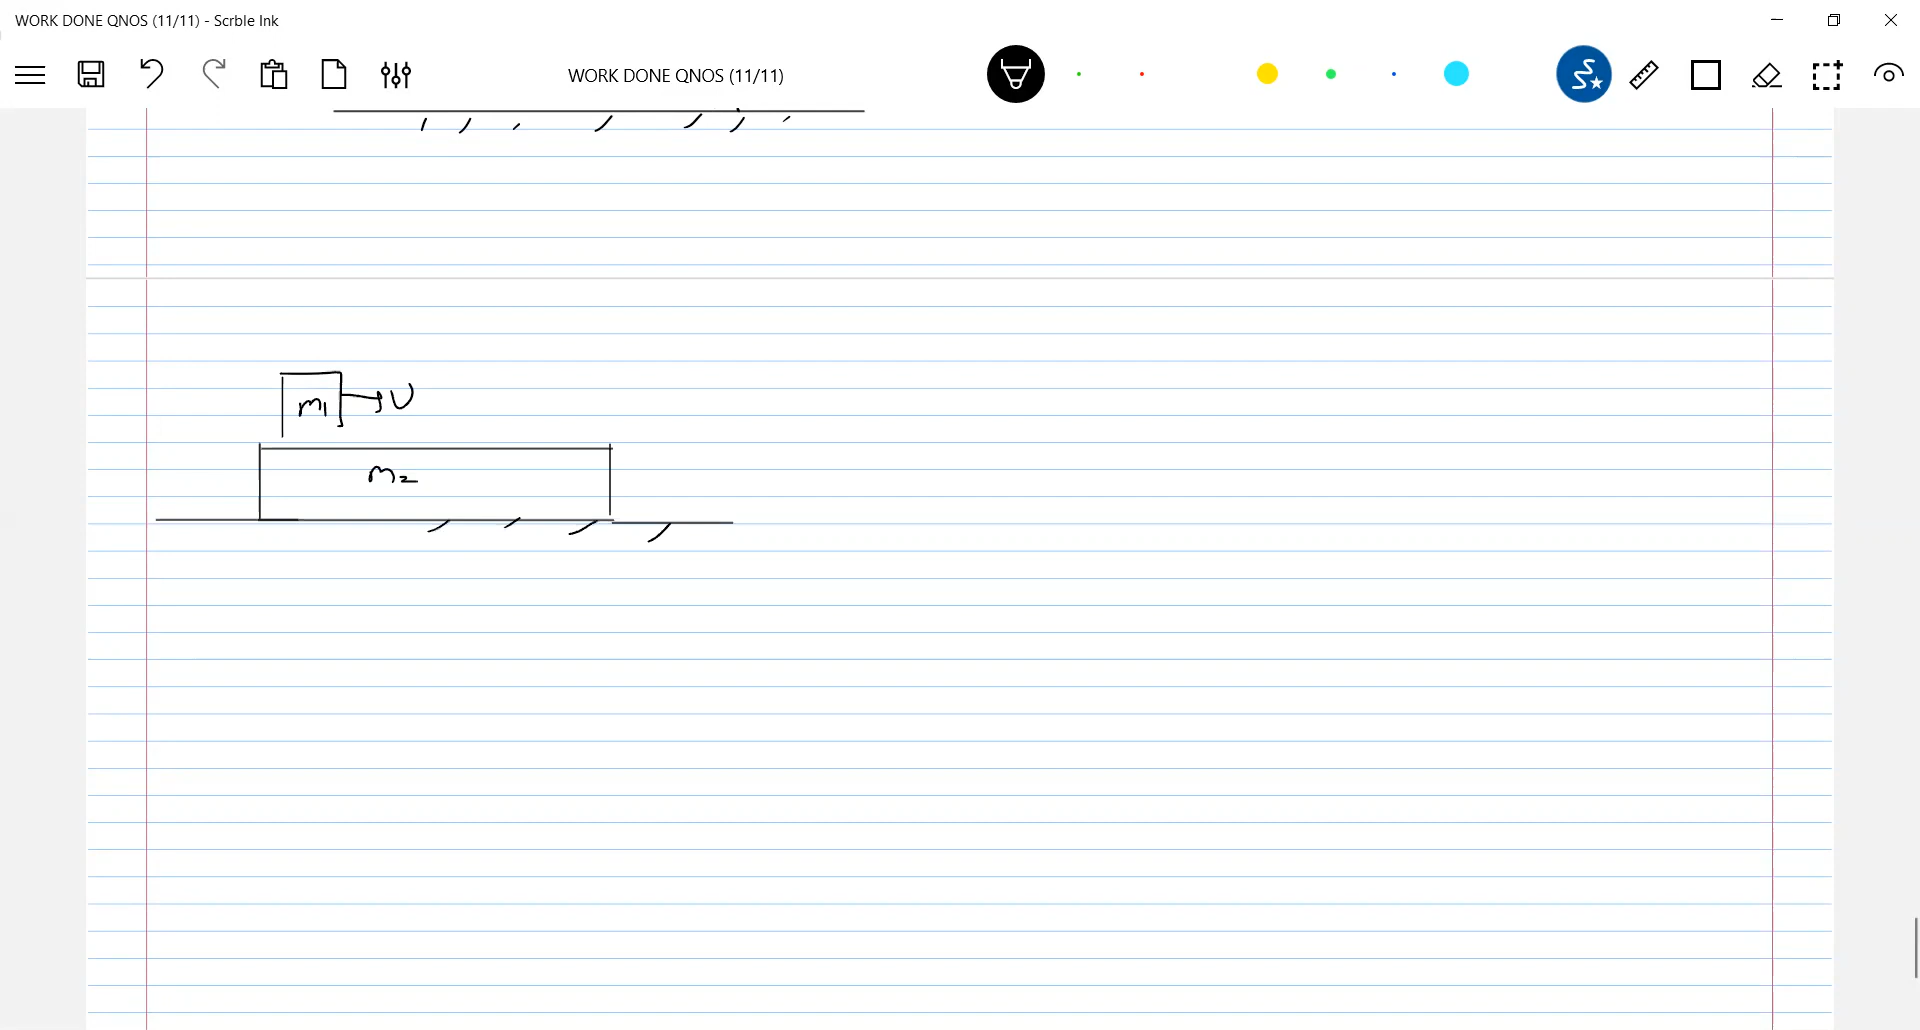 WORK DONE QNOS (11/11) - Scrble Ink
WORK DONE QNOS (11/11)
m1 → v
m2